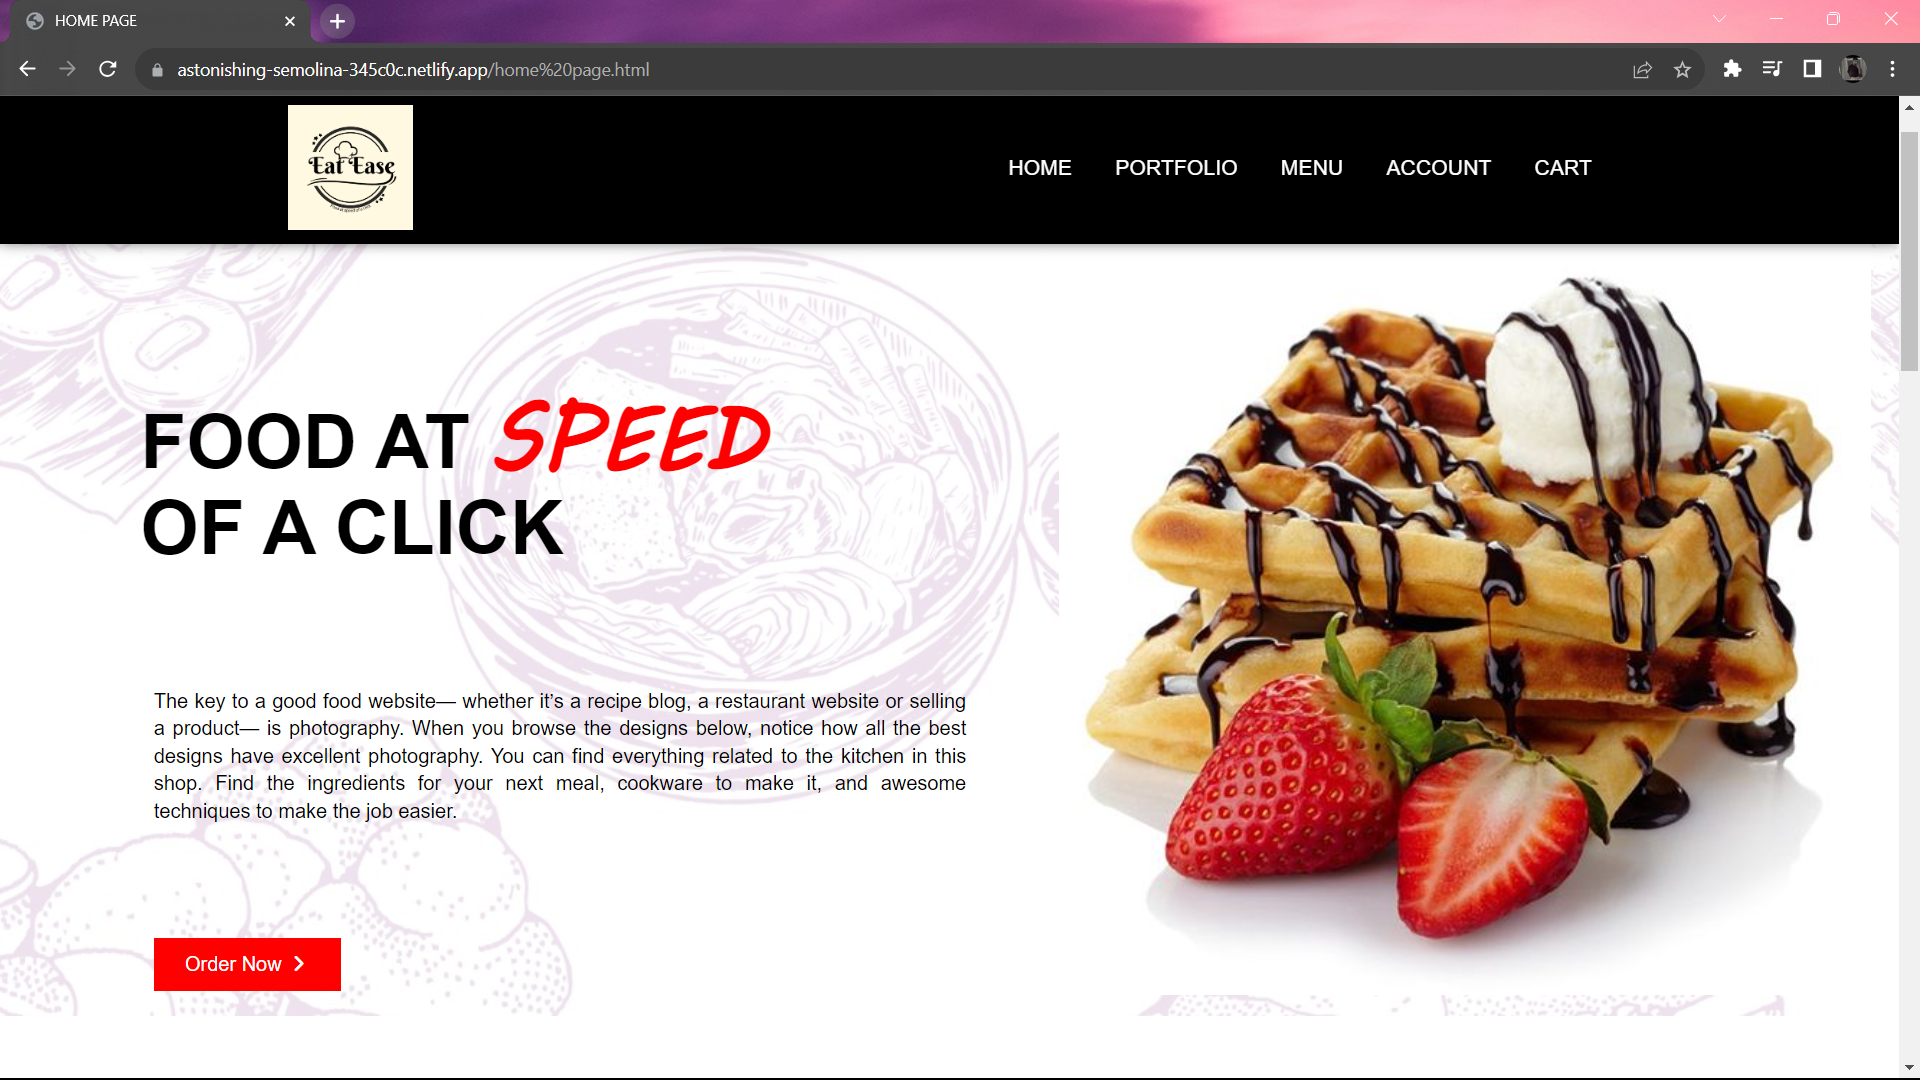 HOME PAGE
astonishing-semolina-345c0c.netlify.app/home%20page.html
Eat Ease
HOME PORTFOLIO MENU ACCOUNT CART
FOOD AT SPEED
OF A CLICK
The key to a good food website— whether it’s a recipe blog, a restaurant website or selling
a product— is photography. When you browse the designs below, notice how all the best
designs have excellent photography. You can find everything related to the kitchen in this
shop. Find the ingredients for your next meal, cookware to make it, and awesome
techniques to make the job easier.
Order Now